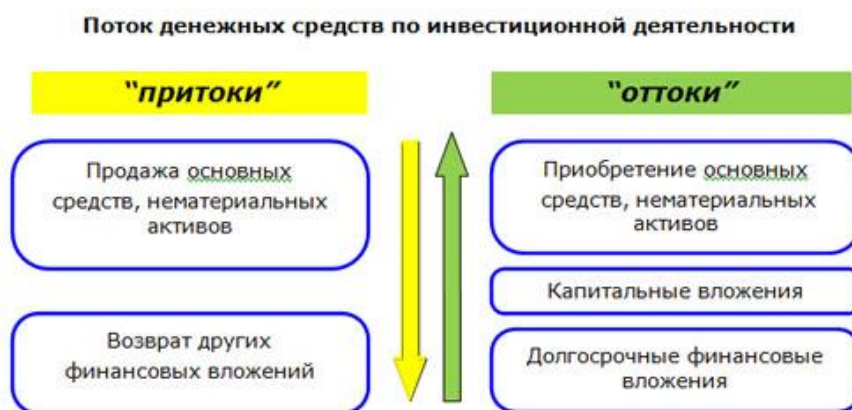 Поток денежных средств по инвестиционной деятельности
“притоки”
“оттоки”
Продажа основных
средств, нематериальных
активов
Приобретение основных
средств, нематериальных
активов
Капитальные вложения
Возврат других
финансовых вложений
Долгосрочные финансовые
вложения